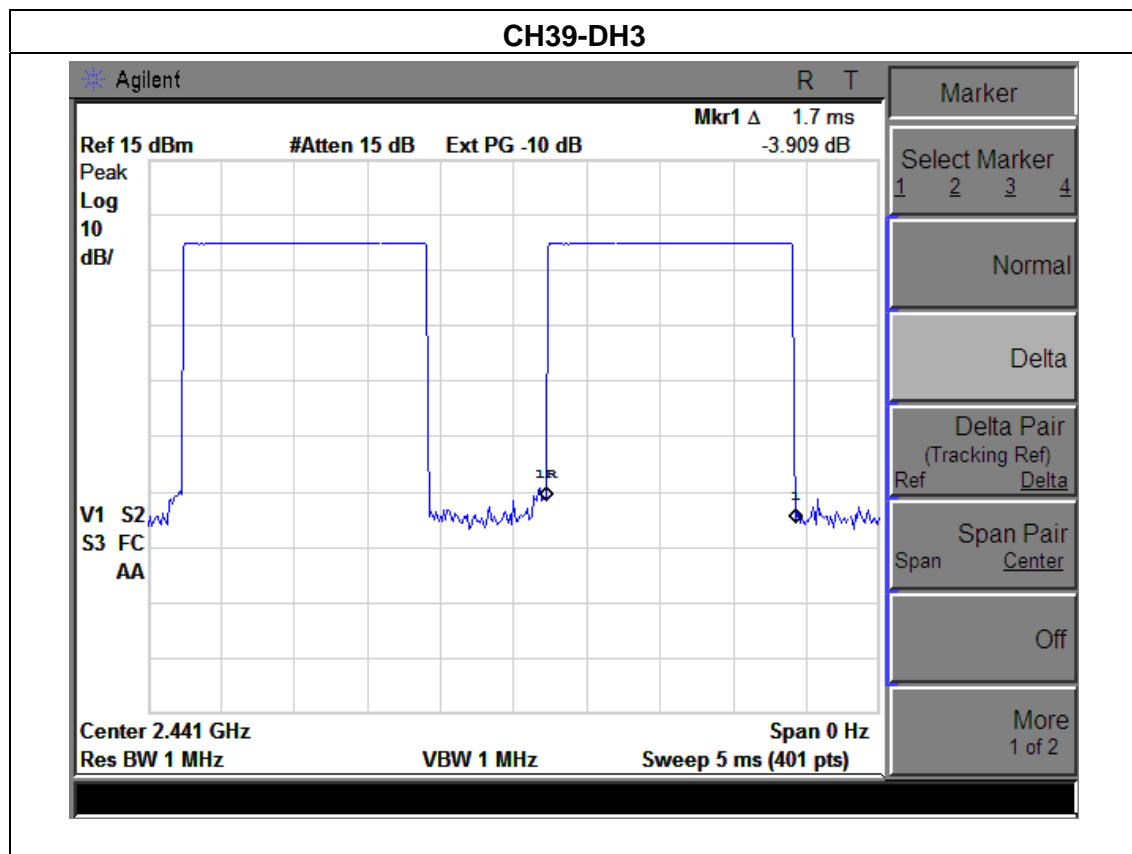 CH39-DH3
Agilent R T
Mkr1 Δ 1.7 ms
Ref 15 dBm #Atten 15 dB Ext PG -10 dB -3.909 dB
Peak
Log
10
dB/
1R
1
V1 S2
S3 FC
AA
Center 2.441 GHz Span 0 Hz
Res BW 1 MHz VBW 1 MHz Sweep 5 ms (401 pts)
Marker
Select Marker
1 2 3 4
Normal
Delta
Delta Pair
(Tracking Ref)
Ref Delta
Span Pair
Span Center
Off
More
1 of 2